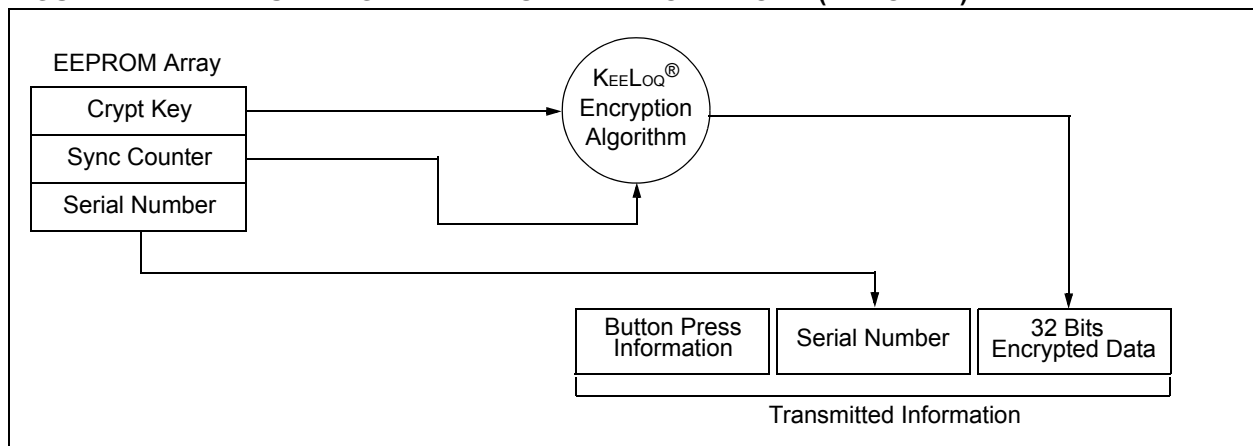 EEPROM Array
Crypt Key
Sync Counter
Serial Number
KEELOQ®
Encryption
Algorithm
Button Press
Information
Serial Number
32 Bits
Encrypted Data
Transmitted Information